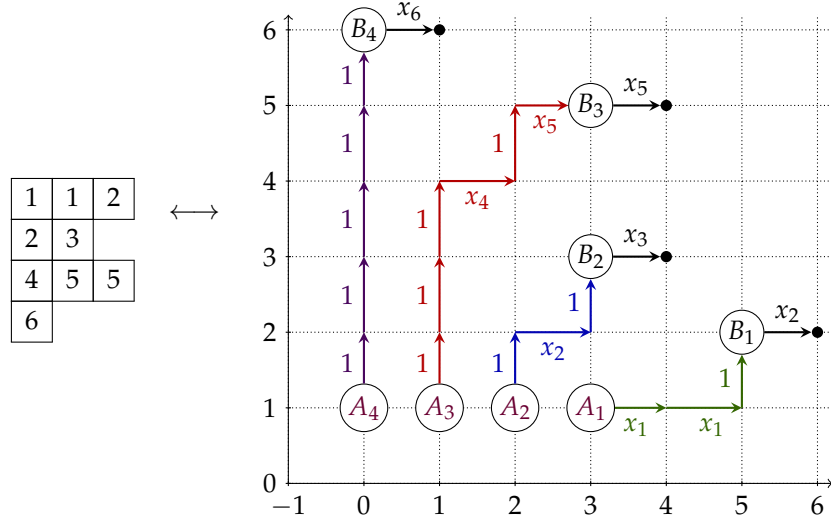 1 1 2
2 3
4 5 5
6
⟷
6 B₄ x₆
1
5 B₃ x₅
1 1 x₅
4
x₄
1 1
3 B₂ x₃
1 1 1
2 B₁ x₂
x₂
1 1 1 1
1 A₄ A₃ A₂ A₁
x₁ x₁
0
−1 0 1 2 3 4 5 6